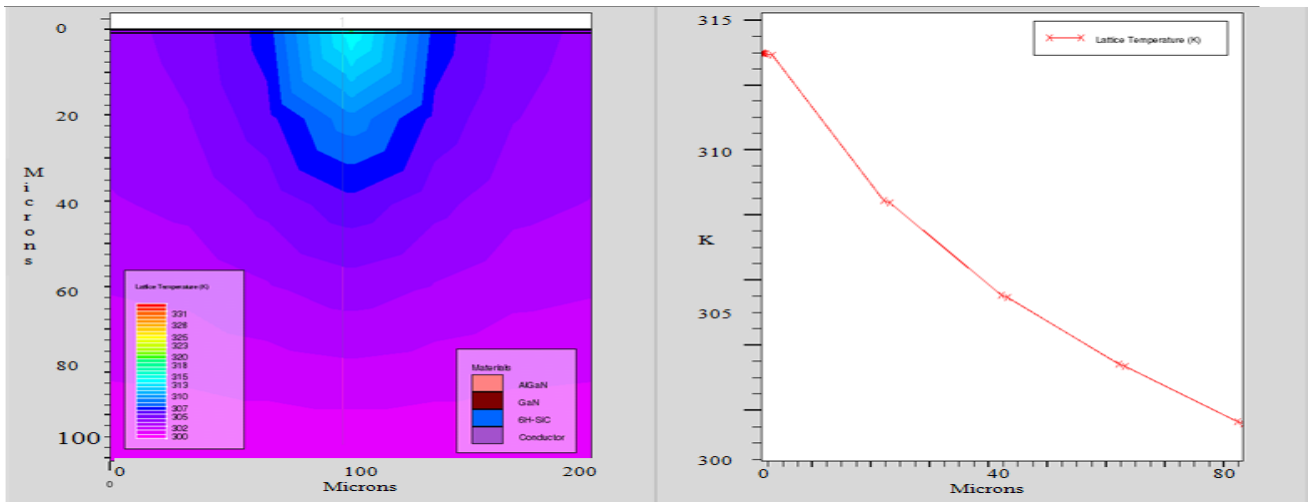 0
20
40
60
80
100
Microns
Lattice Temperature (K)
331
328
325
323
320
318
315
313
310
307
305
302
300
Materials
AlGaN
GaN
6H-SiC
Conductor
0
100
200
0
Microns
315
310
K
305
300
Lattice Temperature (K)
0
40
80
Microns